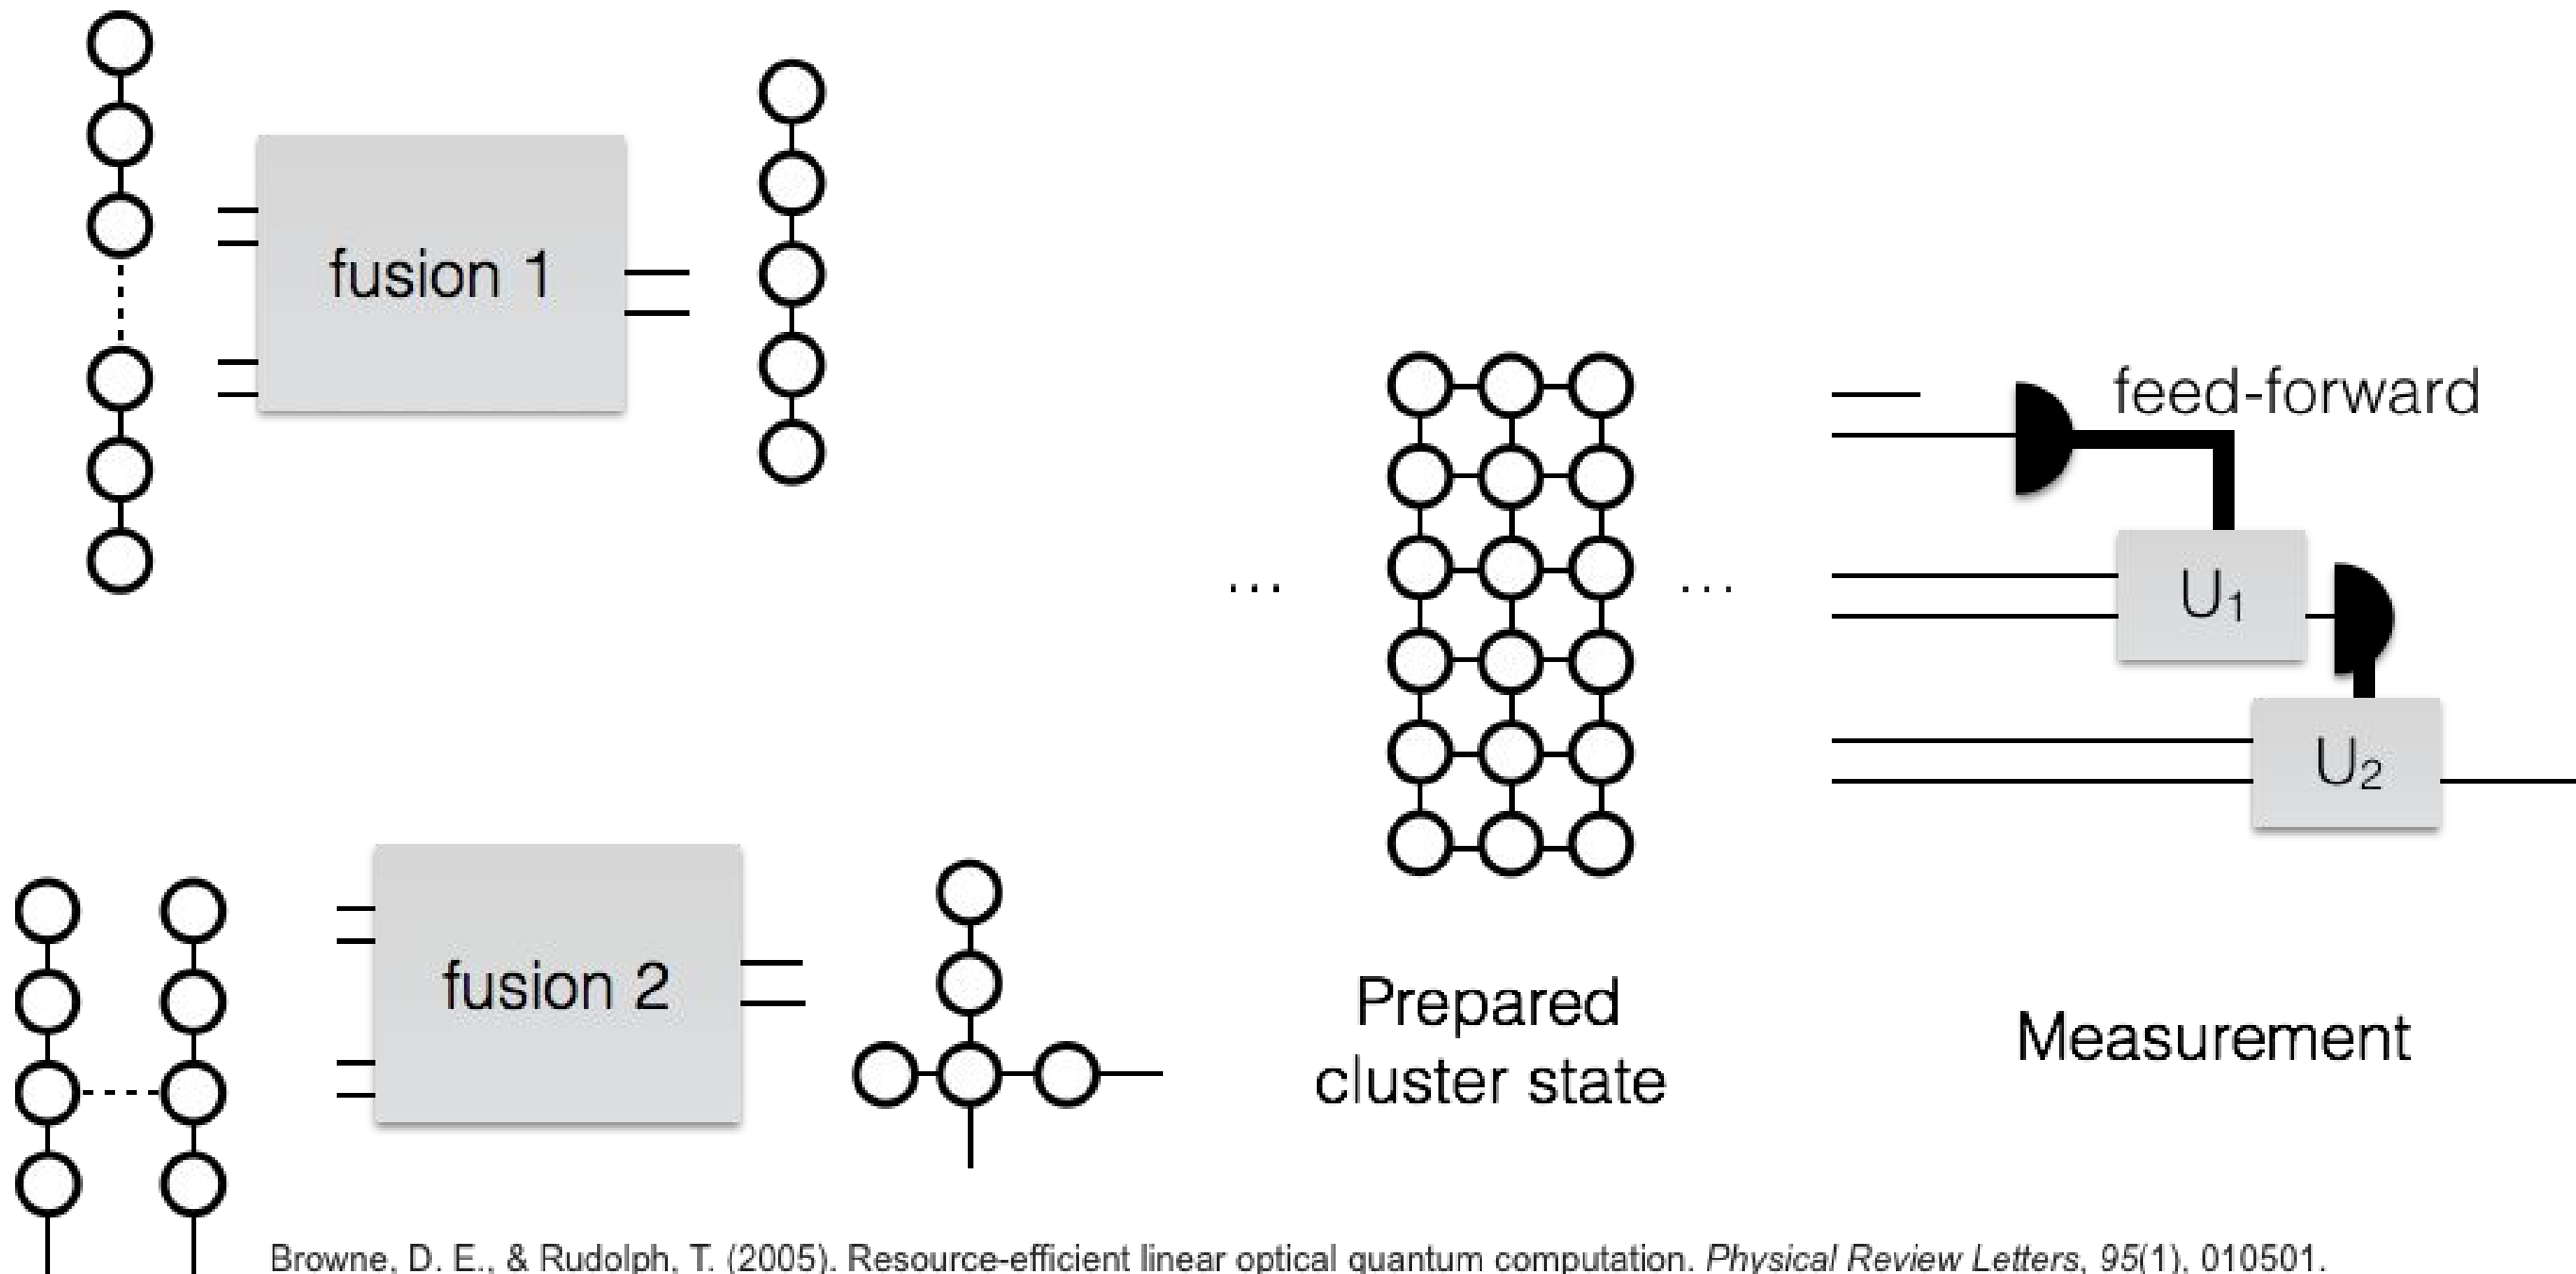 fusion 1
feed-forward
...
...
U₁
U₂
fusion 2
Prepared
cluster state
Measurement
Browne, D. E., & Rudolph, T. (2005). Resource-efficient linear optical quantum computation. Physical Review Letters, 95(1), 010501.